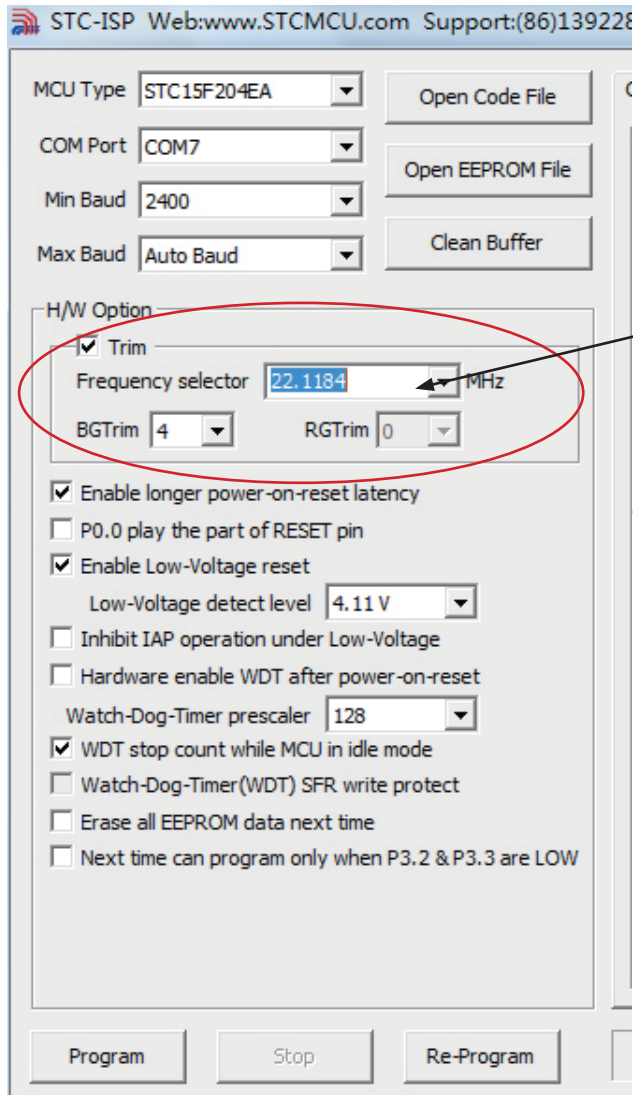 STC-ISP Web:www.STCMCU.com Support:(86)139228
MCU Type STC15F204EA Open Code File
COM Port COM7
Open EEPROM File
Min Baud 2400
Max Baud Auto Baud Clean Buffer
H/W Option
Trim
Frequency selector 22.1184 MHz
BGTrim 4 RGTrim 0
Enable longer power-on-reset latency
P0.0 play the part of RESET pin
Enable Low-Voltage reset
Low-Voltage detect level 4.11 V
Inhibit IAP operation under Low-Voltage
Hardware enable WDT after power-on-reset
Watch-Dog-Timer prescaler 128
WDT stop count while MCU in idle mode
Watch-Dog-Timer(WDT) SFR write protect
Erase all EEPROM data next time
Next time can program only when P3.2 & P3.3 are LOW
Program Stop Re-Program